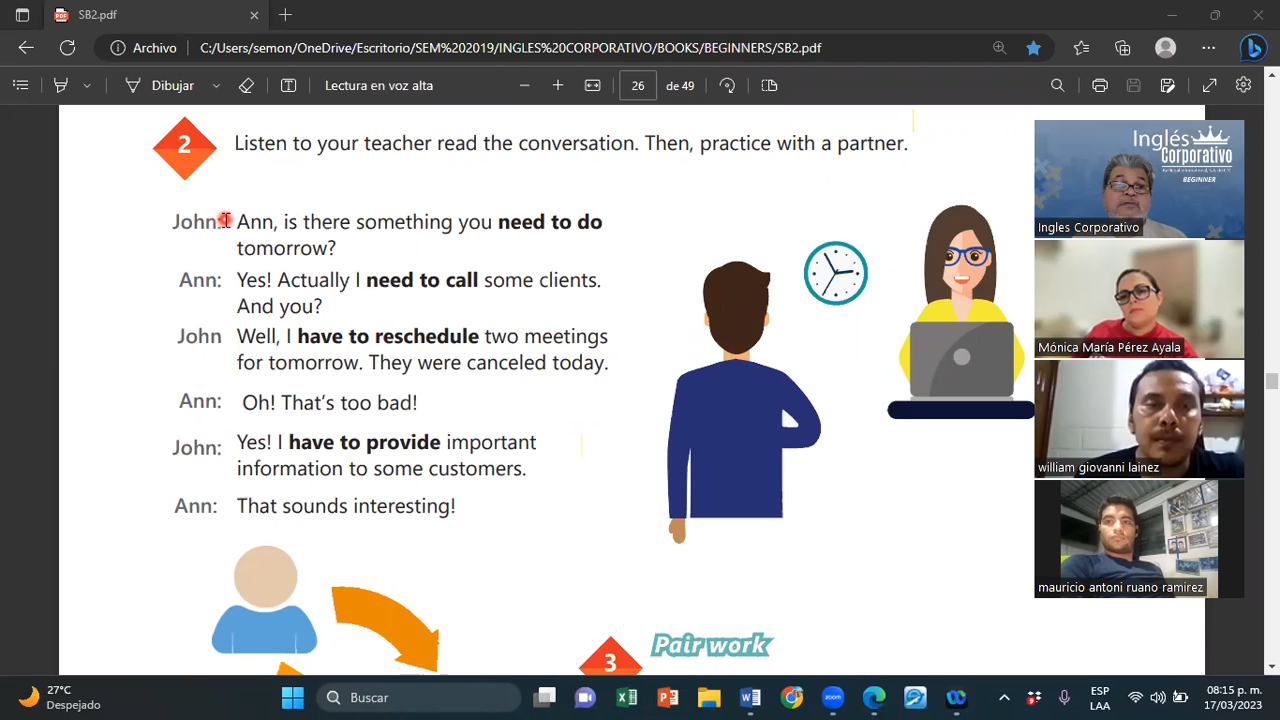 SB2.pdf
Archivo
C:/Users/semon/OneDrive/Escritorio/SEM%202019/INGLES%20CORPORATIVO/BOOKS/BEGINNERS/SB2.pdf
Dibujar
Lectura en voz alta
26
de 49
2
Listen to your teacher read the conversation. Then, practice with a partner.
John: Ann, is there something you need to do
tomorrow?
Ann: Yes! Actually I need to call some clients.
And you?
John Well, I have to reschedule two meetings
for tomorrow. They were canceled today.
Ann: Oh! That's too bad!
John: Yes! I have to provide important
information to some customers.
Ann: That sounds interesting!
3
Pair work
Inglés
Corporativo
BEGINNER
Ingles Corporativo
Mónica María Pérez Ayala
william giovanni lainez
mauricio antoni ruano ramirez
27°C
Despejado
Buscar
ESP
LAA
08:15 p. m.
17/03/2023